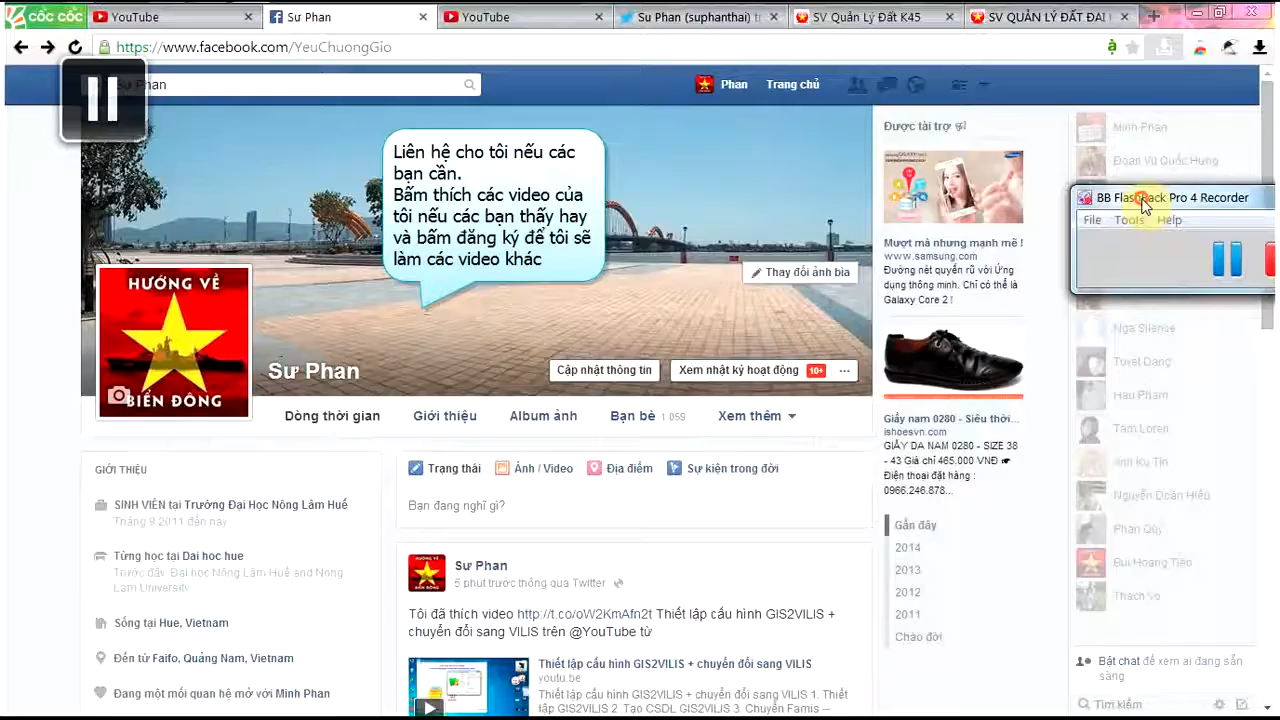 cốc cốc
YouTube
Sư Phan
YouTube
Su Phan (suphanthai) t
SV Quản Lý Đất K45
SV QUẢN LÝ ĐẤT ĐAI
https://www.facebook.com/YeuChuongGio
Sư Phan
Phan
Trang chủ
Liên hệ cho tôi nếu các
bạn cần.
Bấm thích các video của
tôi nếu các bạn thấy hay
và bấm đăng ký để tôi sẽ
làm các video khác
Thay đổi ảnh bìa
HƯỚNG VỀ
BIỂN ĐÔNG
Sư Phan
Cập nhật thông tin
Xem nhật ký hoạt động 10+ ...
Dòng thời gian
Giới thiệu
Album ảnh
Bạn bè 1 059
Xem thêm
GIỚI THIỆU
SINH VIÊN tại Trường Đại Học Nông Lâm Huế
Tháng 9 2011 đến nay
Từng học tại Dai hoc hue
Trước đây: Đại học Nông Lâm Huế and Nong
Lam University
Sống tại Hue, Vietnam
Đến từ Faifo, Quảng Nam, Vietnam
Đang một mối quan hệ mở với Minh Phan
Trạng thái
Ảnh / Video
Địa điểm
Sự kiện trong đời
Bạn đang nghĩ gì?
Sư Phan
5 phút trước thông qua Twitter
Tôi đã thích video http://t.co/oW2KmAfn2t Thiết lập cấu hình GIS2VILIS +
chuyển đổi sang VILIS trên @YouTube từ
Thiết lập cấu hình GIS2VILIS + chuyển đổi sang VILIS
youtu.be
Thiết lập cấu hình GIS2VILIS + chuyển đổi sang VILIS 1. Thiết
lập GIS2VILIS 2. Tạo CSDL GIS2VILIS 3. Chuyển Famis –
Được tài trợ
SAMSUNG
Mượt mà nhưng mạnh mẽ !
www.samsung.com
Đường nét quyến rũ với Ứng
dụng thông minh. Chỉ có thể là
Galaxy Core 2 !
Giầy nam 0280 - Siêu thời...
ishoesvn.com
GIẦY DA NAM 0280 - SIZE 38
- 43 Giá chỉ 465.000 VNĐ ☛
Điện thoại đặt hàng :
0966.246.878...
Gần đây
2014
2013
2012
2011
Chào đời
Minh Phan
Đoàn Vũ Quốc Hưng
BB FlashBack Pro 4 Recorder
File Tools Help
Nga Silense
Tuyet Dang
Hau Pham
Tâm Loren
Nguyễn Doãn Hiếu
Phan Quy
Bui Hoang Tien
Thach Vo
Bật chat để xem ai đang sẵn
sàng
Tìm kiếm